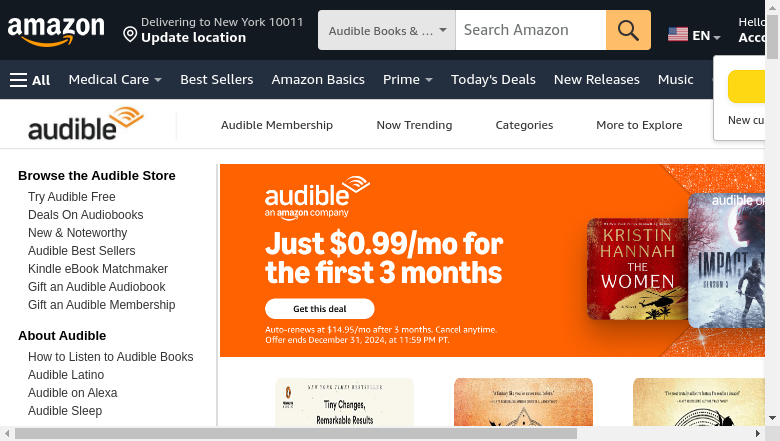 amazon
Delivering to New York 10011
Update location
Audible Books & ...
Search Amazon
EN
Hello
Acco
All
Medical Care
Best Sellers
Amazon Basics
Prime
Today's Deals
New Releases
Music
New cu
audible
Audible Membership
Now Trending
Categories
More to Explore
Browse the Audible Store
Try Audible Free
Deals On Audiobooks
New & Noteworthy
Audible Best Sellers
Kindle eBook Matchmaker
Gift an Audible Audiobook
Gift an Audible Membership
About Audible
How to Listen to Audible Books
Audible Latino
Audible on Alexa
Audible Sleep
audible
an amazon company
Just $0.99/mo for
the first 3 months
Get this deal
Auto-renews at $14.95/mo after 3 months. Cancel anytime.
Offer ends December 31, 2024, at 11:59 PM PT.
KRISTIN
HANNAH
THE
WOMEN
audible
IMPACT
Tiny Changes,
Remarkable Results